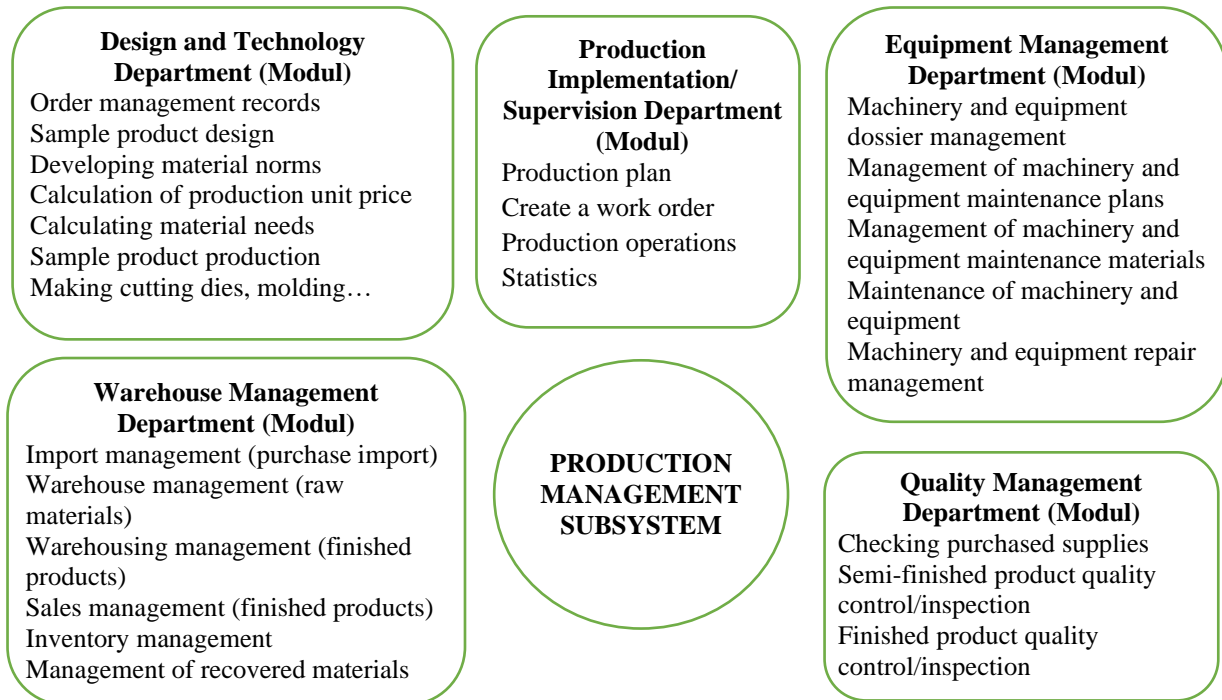 Design and Technology
Department (Modul)
Order management records
Sample product design
Developing material norms
Calculation of production unit price
Calculating material needs
Sample product production
Making cutting dies, molding…
Production
Implementation/
Supervision Department
(Modul)
Production plan
Create a work order
Production operations
Statistics
Equipment Management
Department (Modul)
Machinery and equipment
dossier management
Management of machinery and
equipment maintenance plans
Management of machinery and
equipment maintenance materials
Maintenance of machinery and
equipment
Machinery and equipment repair
management
Warehouse Management
Department (Modul)
Import management (purchase import)
Warehouse management (raw
materials)
Warehousing management (finished
products)
Sales management (finished products)
Inventory management
Management of recovered materials
PRODUCTION
MANAGEMENT
SUBSYSTEM
Quality Management
Department (Modul)
Checking purchased supplies
Semi-finished product quality
control/inspection
Finished product quality
control/inspection